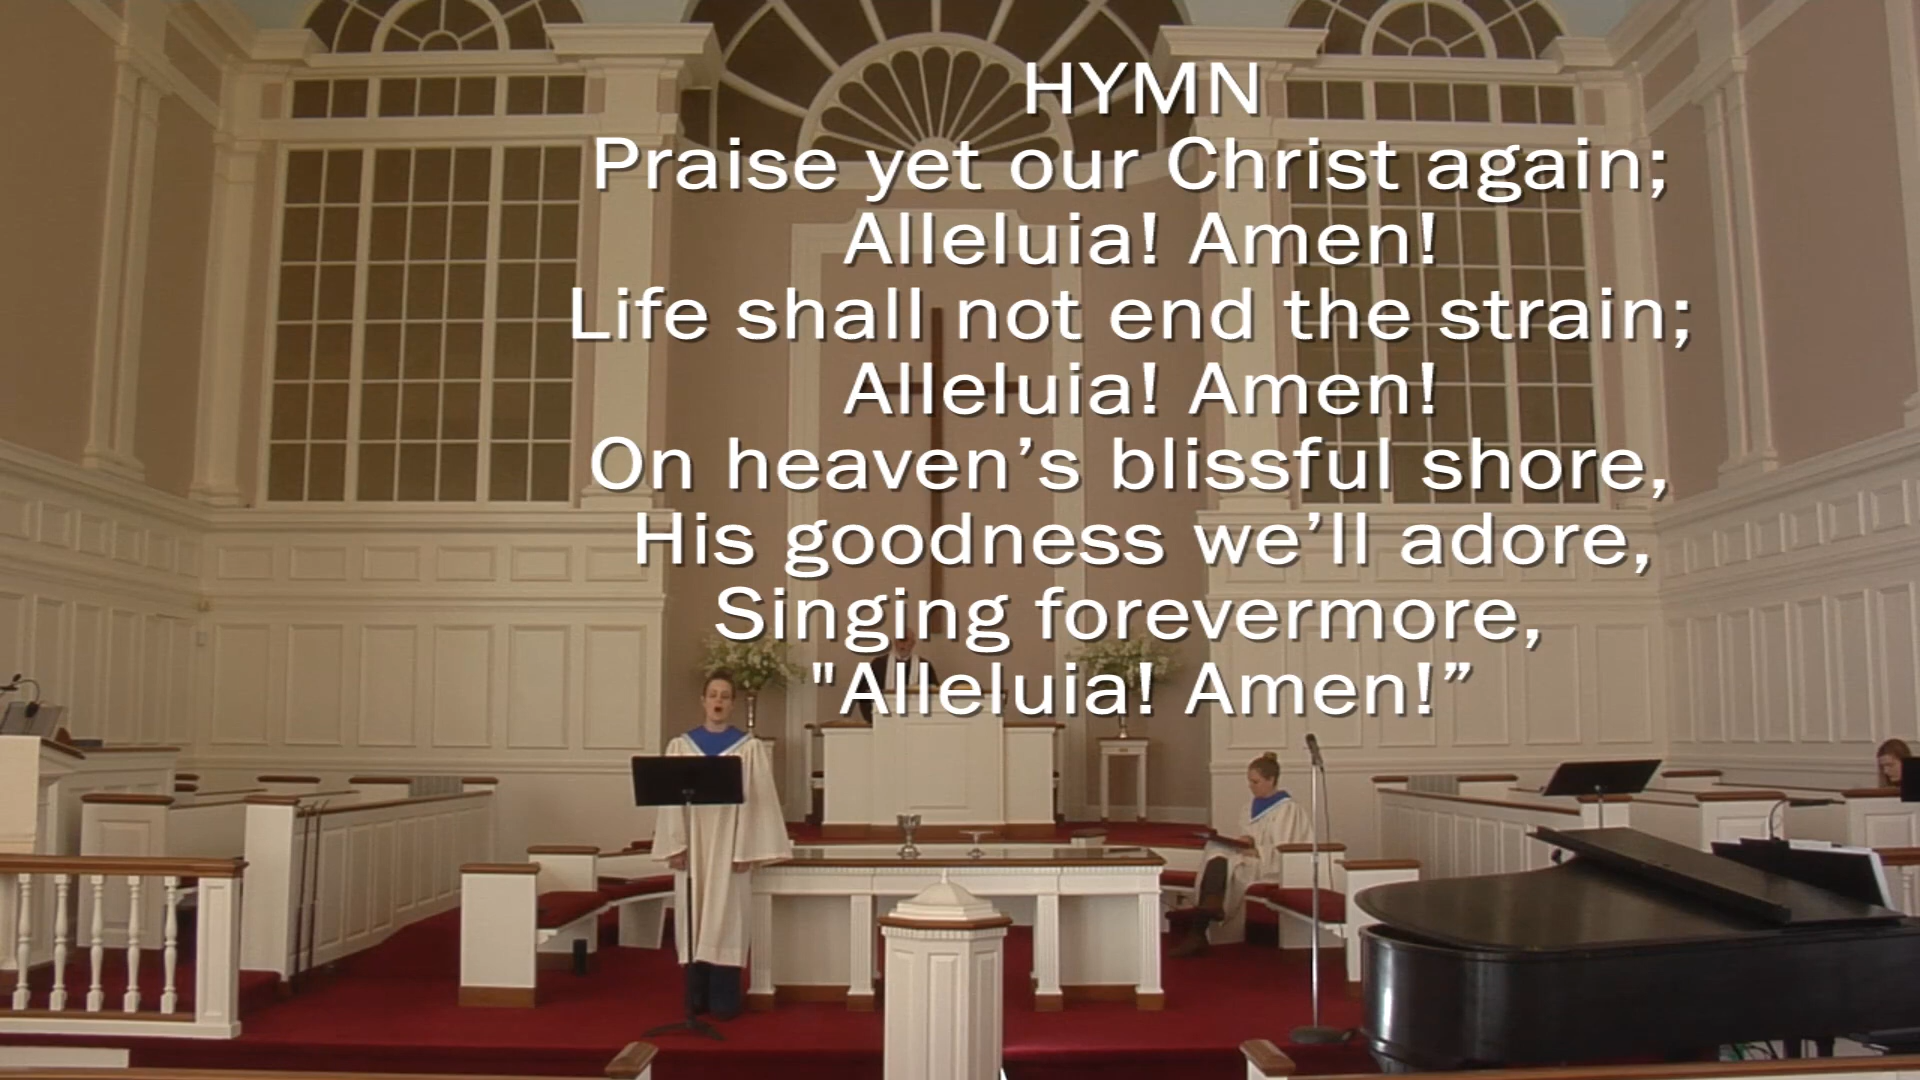 HYMN
Praise yet our Christ again;
Alleluia! Amen!
Life shall not end the strain;
Alleluia! Amen!
On heaven’s blissful shore,
His goodness we’ll adore,
Singing forevermore,
"Alleluia! Amen!”